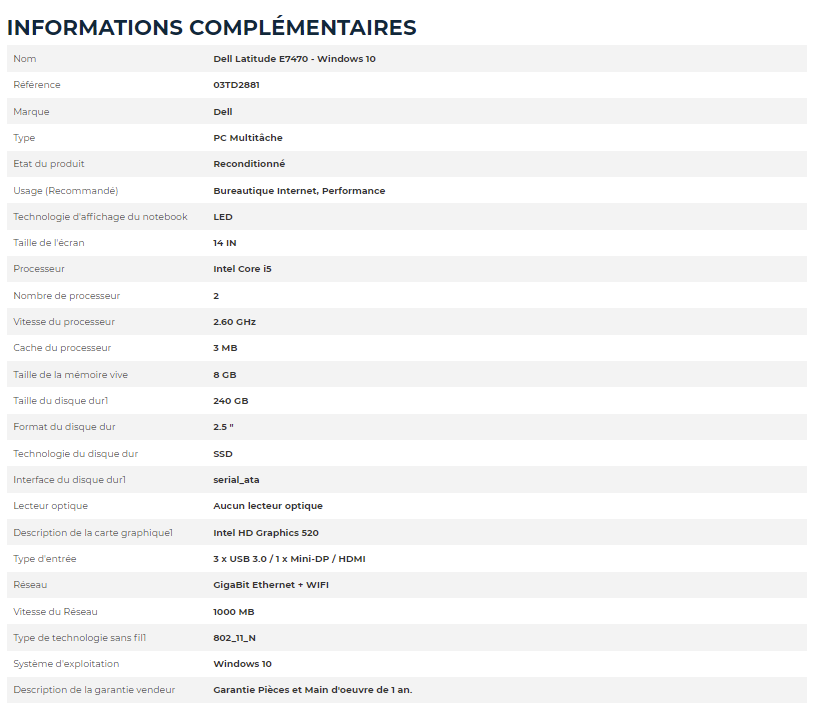 INFORMATIONS COMPLÉMENTAIRES
Nom Dell Latitude E7470 - Windows 10
Référence 03TD2881
Marque Dell
Type PC Multitâche
Etat du produit Reconditionné
Usage (Recommandé) Bureautique Internet, Performance
Technologie d'affichage du notebook LED
Taille de l'écran 14 IN
Processeur Intel Core i5
Nombre de processeur 2
Vitesse du processeur 2.60 GHz
Cache du processeur 3 MB
Taille de la mémoire vive 8 GB
Taille du disque dur1 240 GB
Format du disque dur 2.5 "
Technologie du disque dur SSD
Interface du disque dur1 serial_ata
Lecteur optique Aucun lecteur optique
Description de la carte graphique1 Intel HD Graphics 520
Type d'entrée 3 x USB 3.0 / 1 x Mini-DP / HDMI
Réseau GigaBit Ethernet + WIFI
Vitesse du Réseau 1000 MB
Type de technologie sans fil1 802_11_N
Système d'exploitation Windows 10
Description de la garantie vendeur Garantie Pièces et Main d'oeuvre de 1 an.